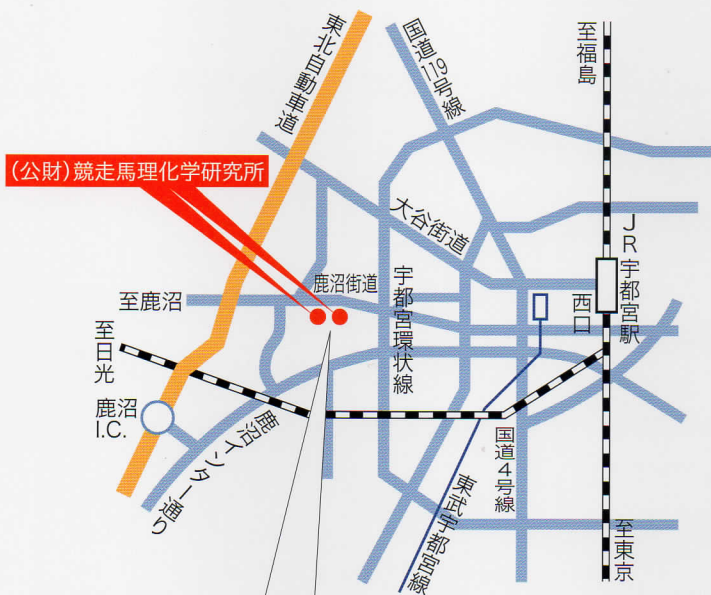 東北自動車道
国道119号線
至福島
(公財)競走馬理化学研究所
大谷街道
JR宇都宮駅
西口
鹿沼街道
宇都宮環状線
至鹿沼
至日光
鹿沼
I.C.
鹿沼インター通り
国道4号線
東武宇都宮線
至東京